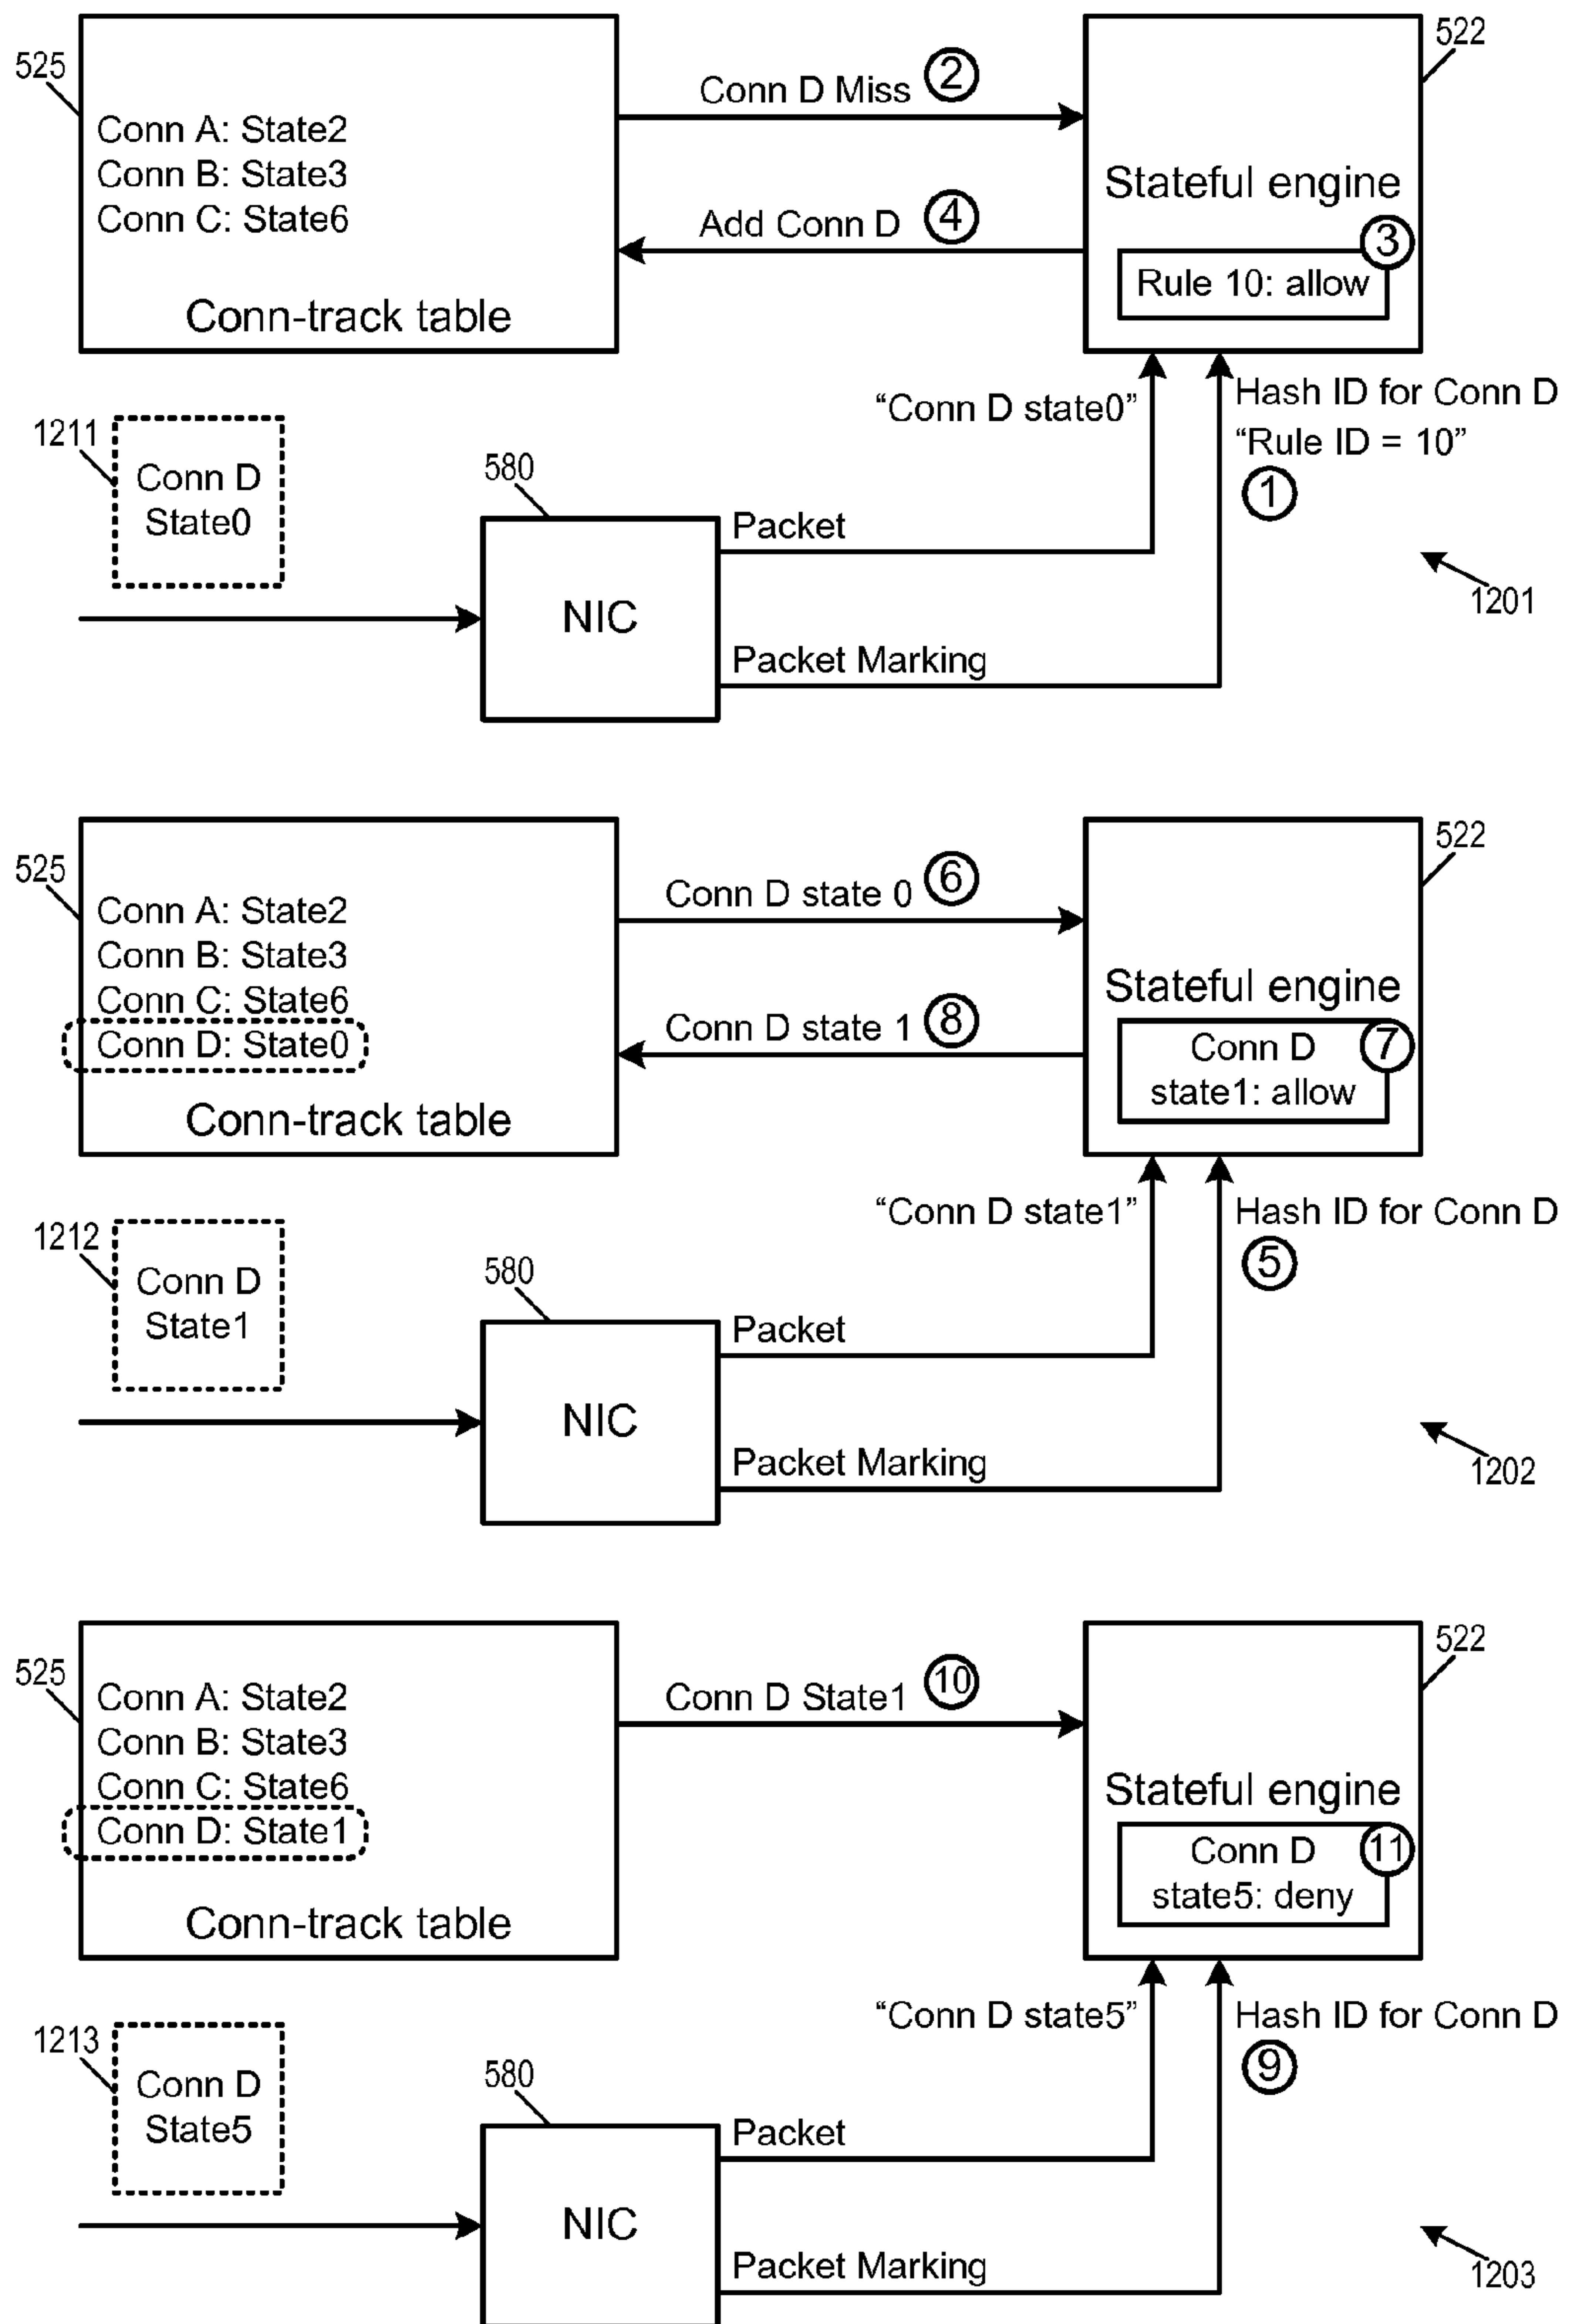 525
522
Conn D Miss 2
Conn A: State2
Conn B: State3
Conn C: State6
Stateful engine
Add Conn D 4
3
Rule 10: allow
Conn-track table
“Conn D state0”
Hash ID for Conn D
“Rule ID = 10”
1
1211
Conn D
State0
580
Packet
NIC
Packet Marking
1201
525
522
Conn D state 0 6
Conn A: State2
Conn B: State3
Conn C: State6
Conn D: State0
Stateful engine
Conn D state 1 8
Conn D 7
state1: allow
Conn-track table
“Conn D state1”
Hash ID for Conn D
5
1212
Conn D
State1
580
Packet
NIC
Packet Marking
1202
525
522
Conn D State1 10
Conn A: State2
Conn B: State3
Conn C: State6
Conn D: State1
Stateful engine
Conn D 11
state5: deny
Conn-track table
“Conn D state5”
Hash ID for Conn D
9
1213
Conn D
State5
580
Packet
NIC
Packet Marking
1203